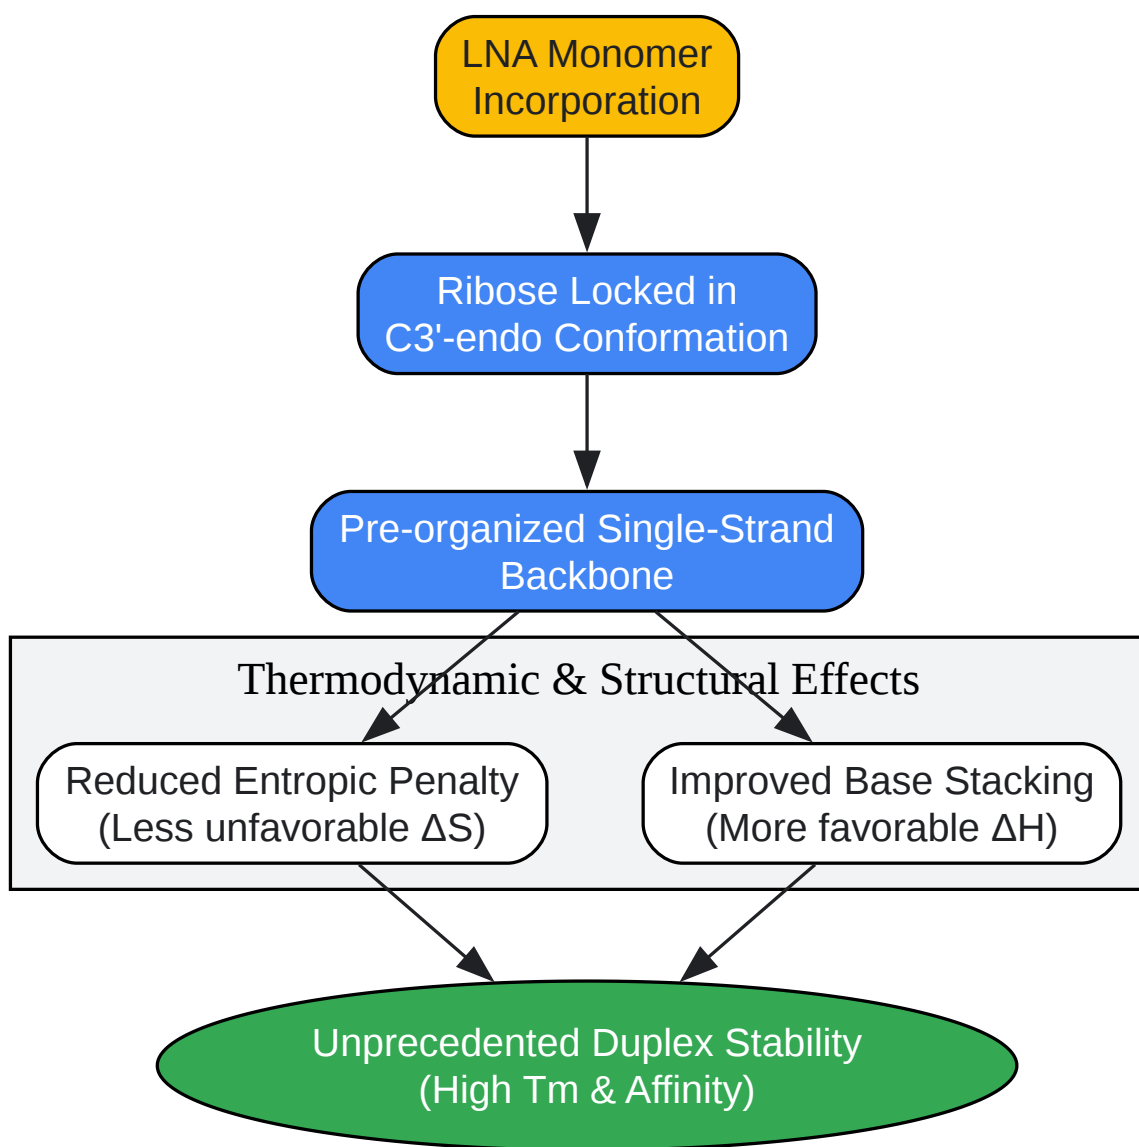 LNA Monomer
Incorporation
Ribose Locked in
C3'-endo Conformation
Pre-organized Single-Strand
Backbone
Thermodynamic & Structural Effects
Reduced Entropic Penalty
(Less unfavorable ΔS)
Improved Base Stacking
(More favorable ΔH)
Unprecedented Duplex Stability
(High Tm & Affinity)